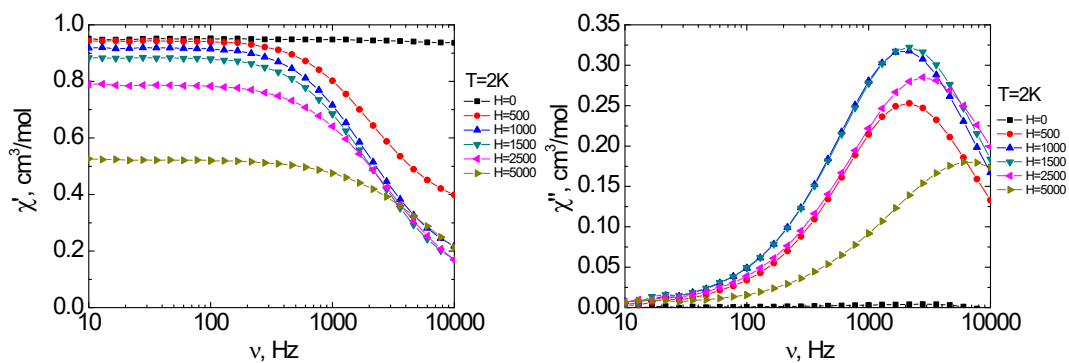 χ', cm³/mol
1.0
0.8
0.6
0.4
0.2
0.0
10
100
1000
10000
ν, Hz
T=2K
H=0
H=500
H=1000
H=1500
H=2500
H=5000
χ'', cm³/mol
0.35
0.30
0.25
0.20
0.15
0.10
0.05
0.00
10
100
1000
10000
ν, Hz
T=2K
H=0
H=500
H=1000
H=1500
H=2500
H=5000